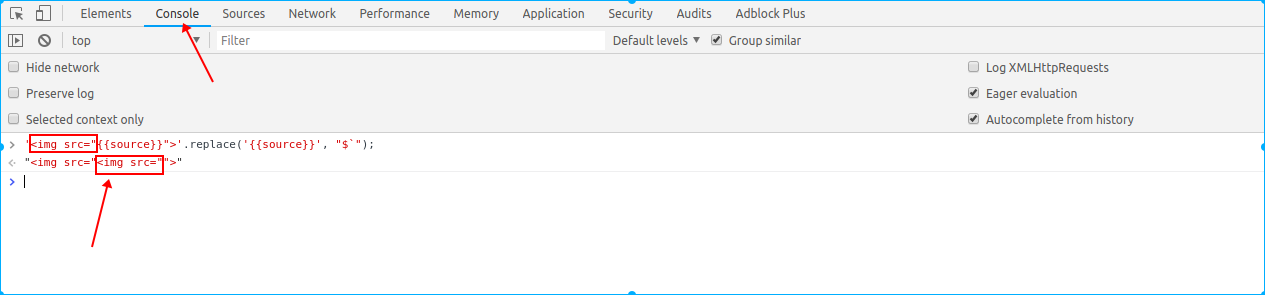 Elements Console Sources Network Performance Memory Application Security Audits Adblock Plus
top ▼ Filter Default levels ▼ Group similar
Hide network Log XMLHttpRequests
Preserve log Eager evaluation
Selected context only Autocomplete from history
> '<img src="{{source}}">'.replace('{{source}}', "$`");
"<img src="<img src="">"
>